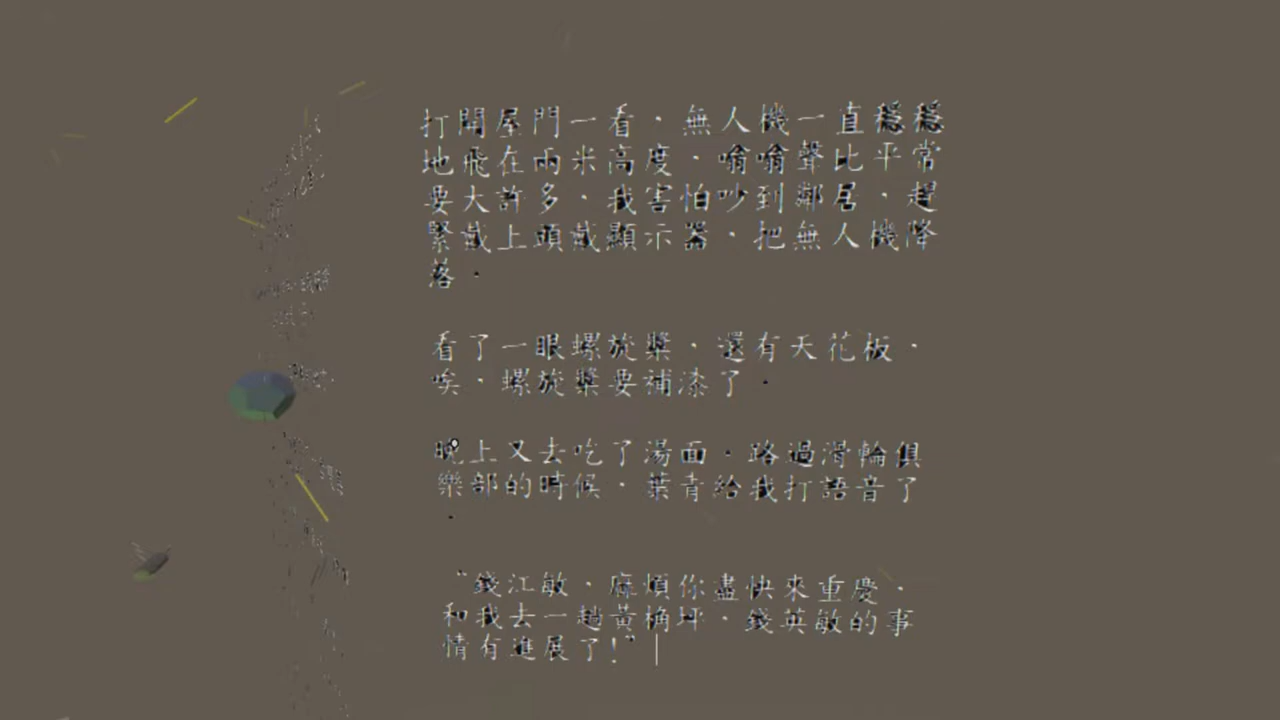 打開屋門一看，無人機一直穩穩
地飛在兩米高度，嗡嗡聲比平常
要大許多，我害怕吵到鄰居，趕
緊戴上頭戴顯示器，把無人機降
落。
看了一眼螺旋槳，還有天花板，
唉，螺旋槳要補漆了。
晚上又去吃了湯面，路過滑輪俱
樂部的時候，葉青給我打語音了
。
“錢江敏，麻煩你盡快來重慶，
和我去一趟黃桷坪，錢英敏的事
情有進展了！”